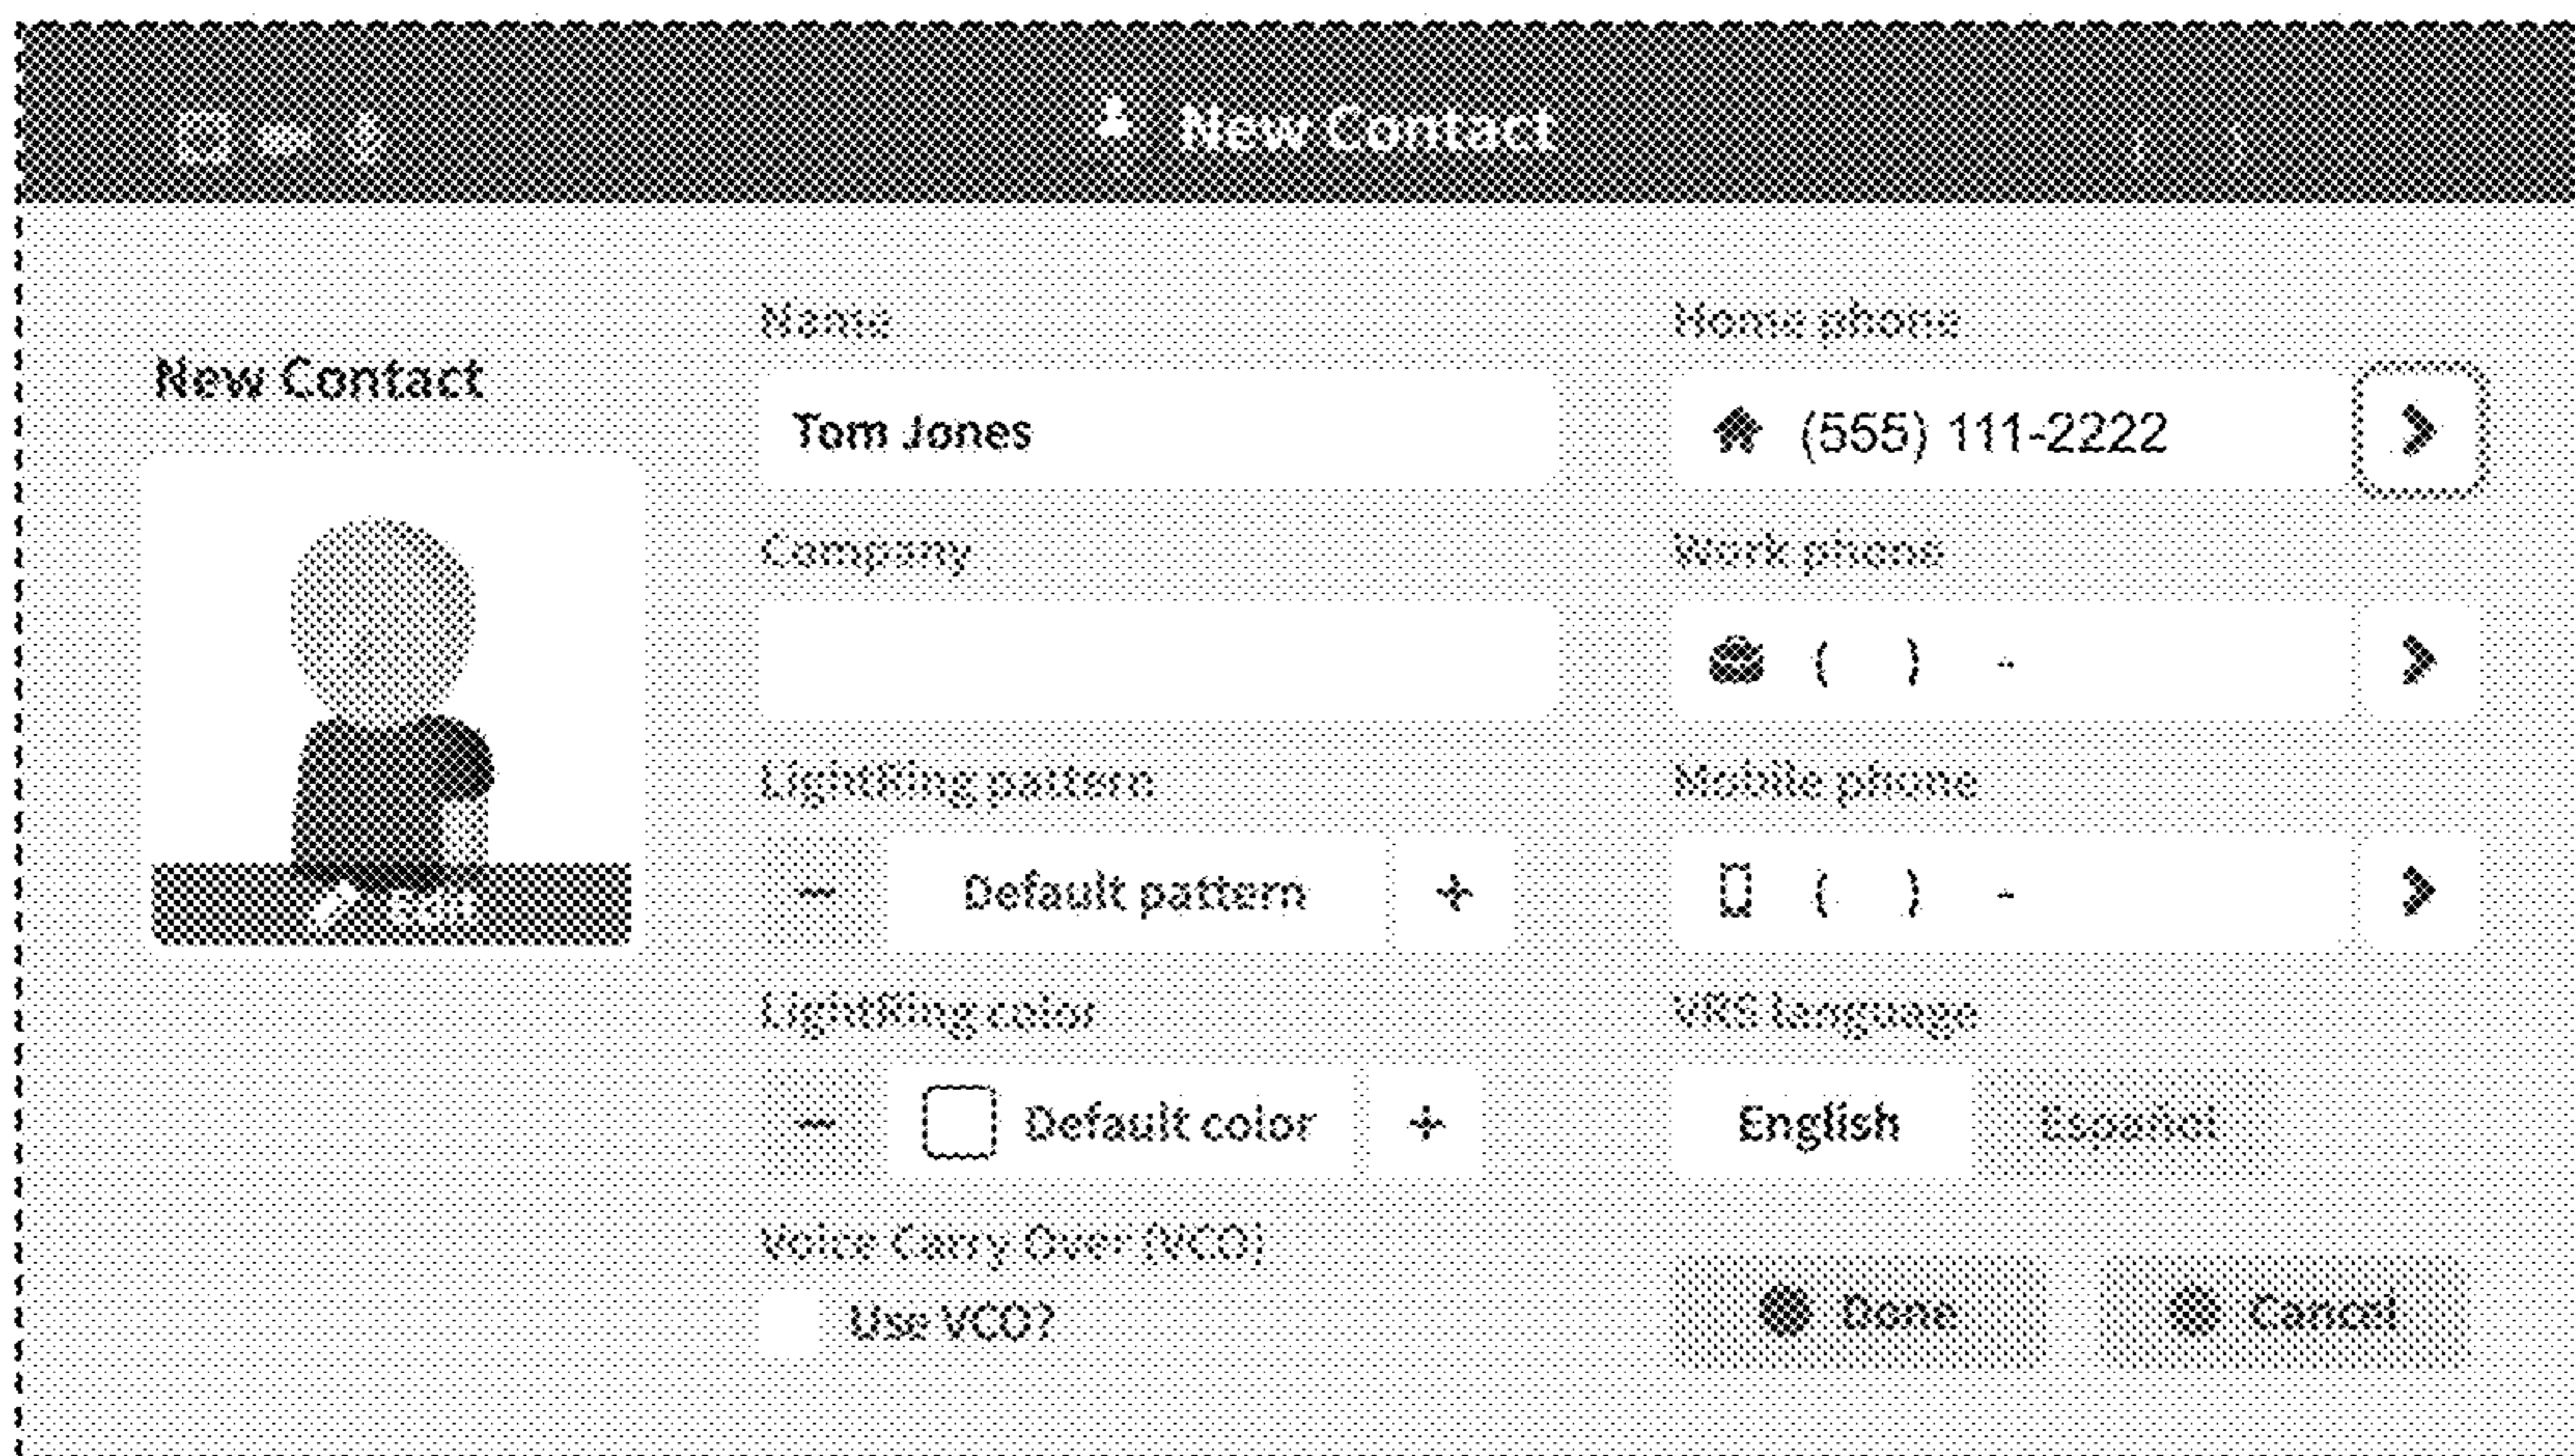 New Contact
New Contact
Edit
Name
Tom Jones
Company
LightRing pattern
− Default pattern +
LightRing color
− Default color +
Voice Carry Over (VCO)
Use VCO?
Home phone
(555) 111-2222
Work phone
( ) -
Mobile phone
( ) -
VRS language
English Español
Done Cancel